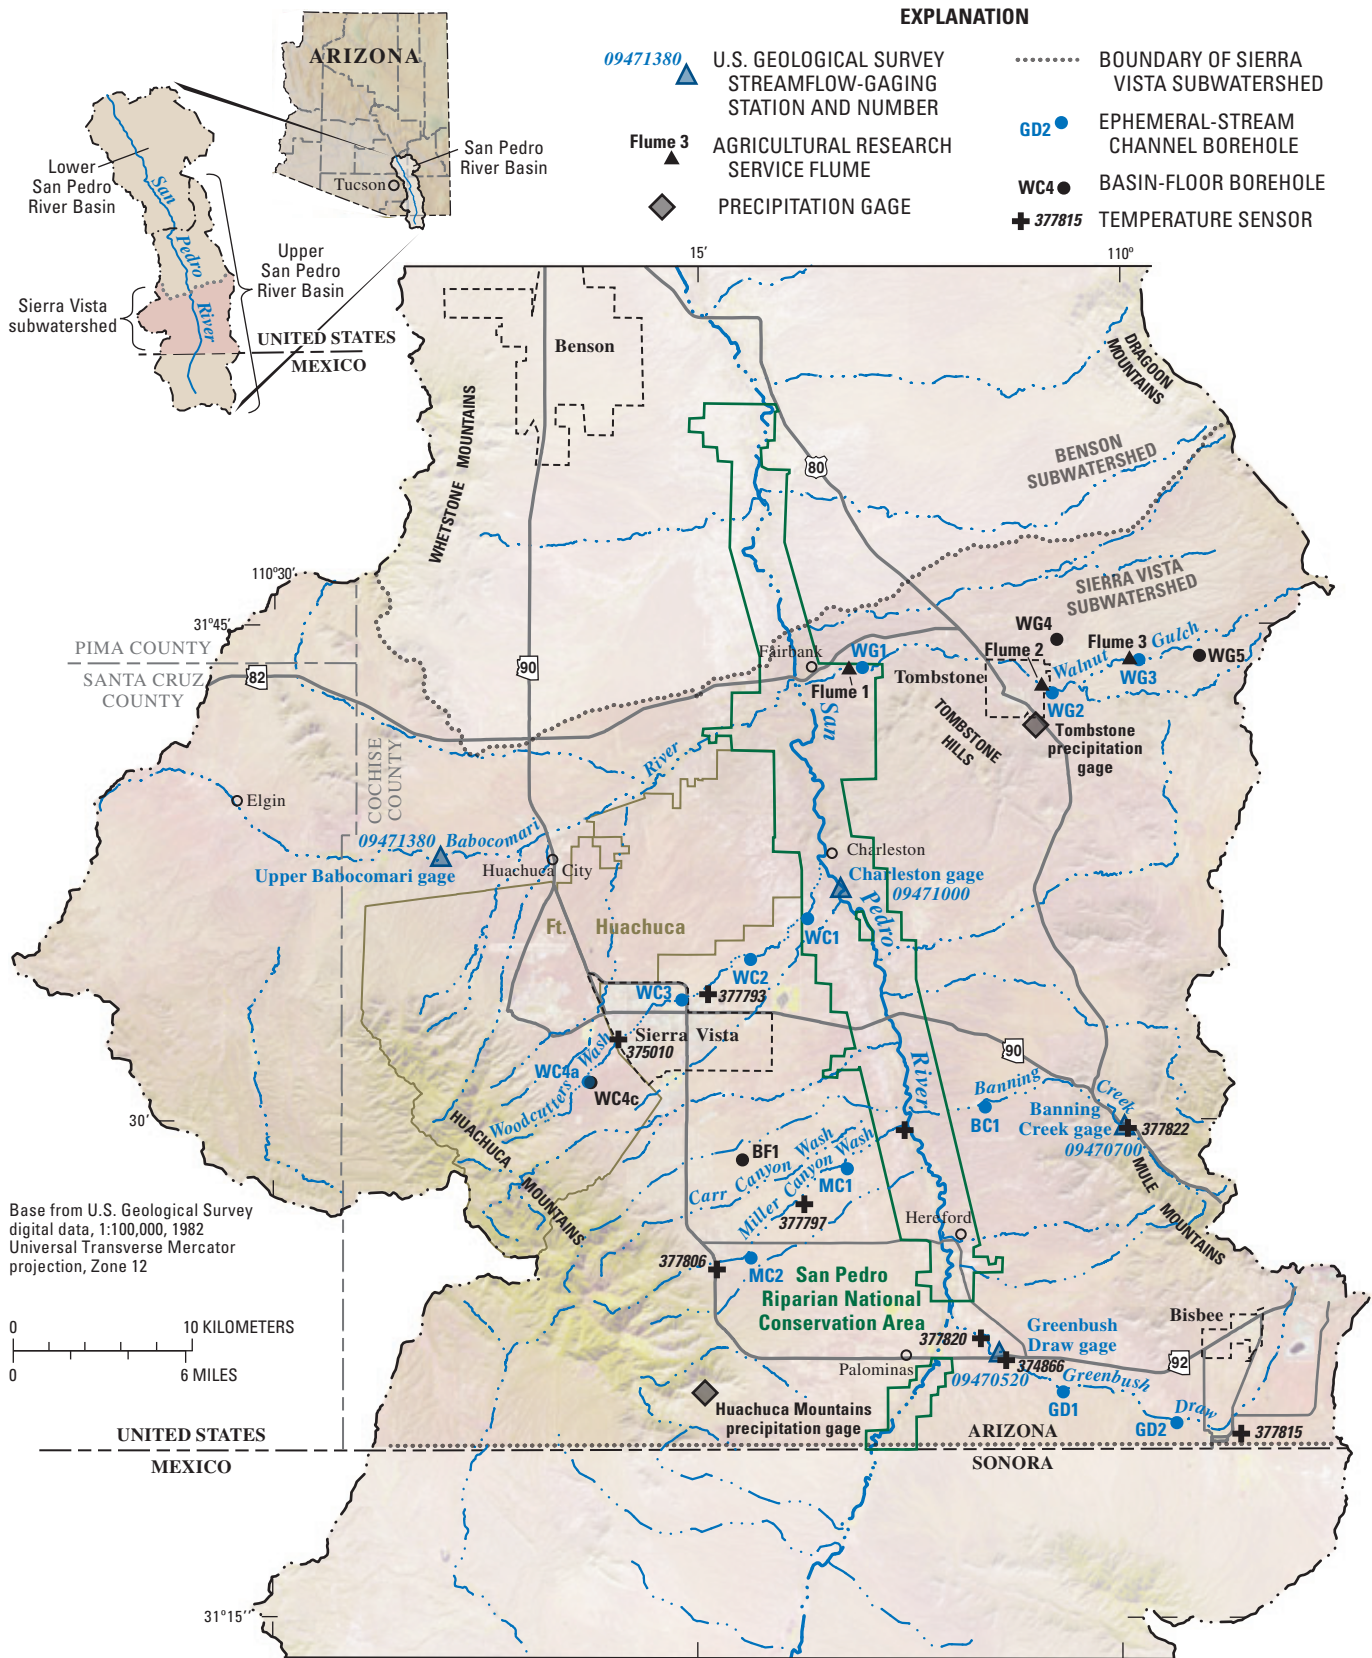 EXPLANATION
09471380
U.S. GEOLOGICAL SURVEY
STREAMFLOW-GAGING
STATION AND NUMBER
Flume 3
AGRICULTURAL RESEARCH
SERVICE FLUME
PRECIPITATION GAGE
BOUNDARY OF SIERRA
VISTA SUBWATERSHED
GD2
EPHEMERAL-STREAM
CHANNEL BOREHOLE
WC4
BASIN-FLOOR BOREHOLE
377815
TEMPERATURE SENSOR
ARIZONA
San Pedro
River Basin
Tucson
Lower
San Pedro
River Basin
San
Pedro
River
Upper
San Pedro
River Basin
Sierra Vista
subwatershed
UNITED STATES
MEXICO
15'
110º
Benson
DRAGOON
MOUNTAINS
WHETSTONE MOUNTAINS
80
BENSON
SUBWATERSHED
110º30'
SIERRA VISTA
SUBWATERSHED
31º45'
PIMA COUNTY
SANTA CRUZ
COUNTY
82
90
Fairbank
WG1
Flume 1
Tombstone
WG4
Flume 2
Flume 3
Walnut
Gulch
WG5
WG3
WG2
San
TOMBSTONE
HILLS
Tombstone
precipitation
gage
COCHISE
COUNTY
River
Elgin
09471380
Babocomari
Upper Babocomari gage
Huachuca City
Charleston
Charleston gage
09471000
Pedro
Ft. Huachuca
WC1
WC2
WC3
377793
Sierra Vista
375010
90
WC4a
WC4c
Woodcutters Wash
River
Banning
Creek
BC1
Banning
Creek gage
09470700
377822
30'
HUACHUCA
MOUNTAINS
BF1
Carr Canyon Wash
Miller Canyon Wash
MC1
377797
MULE MOUNTAINS
Hereford
Base from U.S. Geological Survey
digital data, 1:100,000, 1982
Universal Transverse Mercator
projection, Zone 12
377806
MC2
San Pedro
Riparian National
Conservation Area
0
10 KILOMETERS
0
6 MILES
Bisbee
377820
Greenbush
Draw gage
Palominas
374866
92
09470520
Greenbush
Draw
GD1
GD2
377815
Huachuca Mountains
precipitation gage
UNITED STATES
MEXICO
ARIZONA
SONORA
31º15''